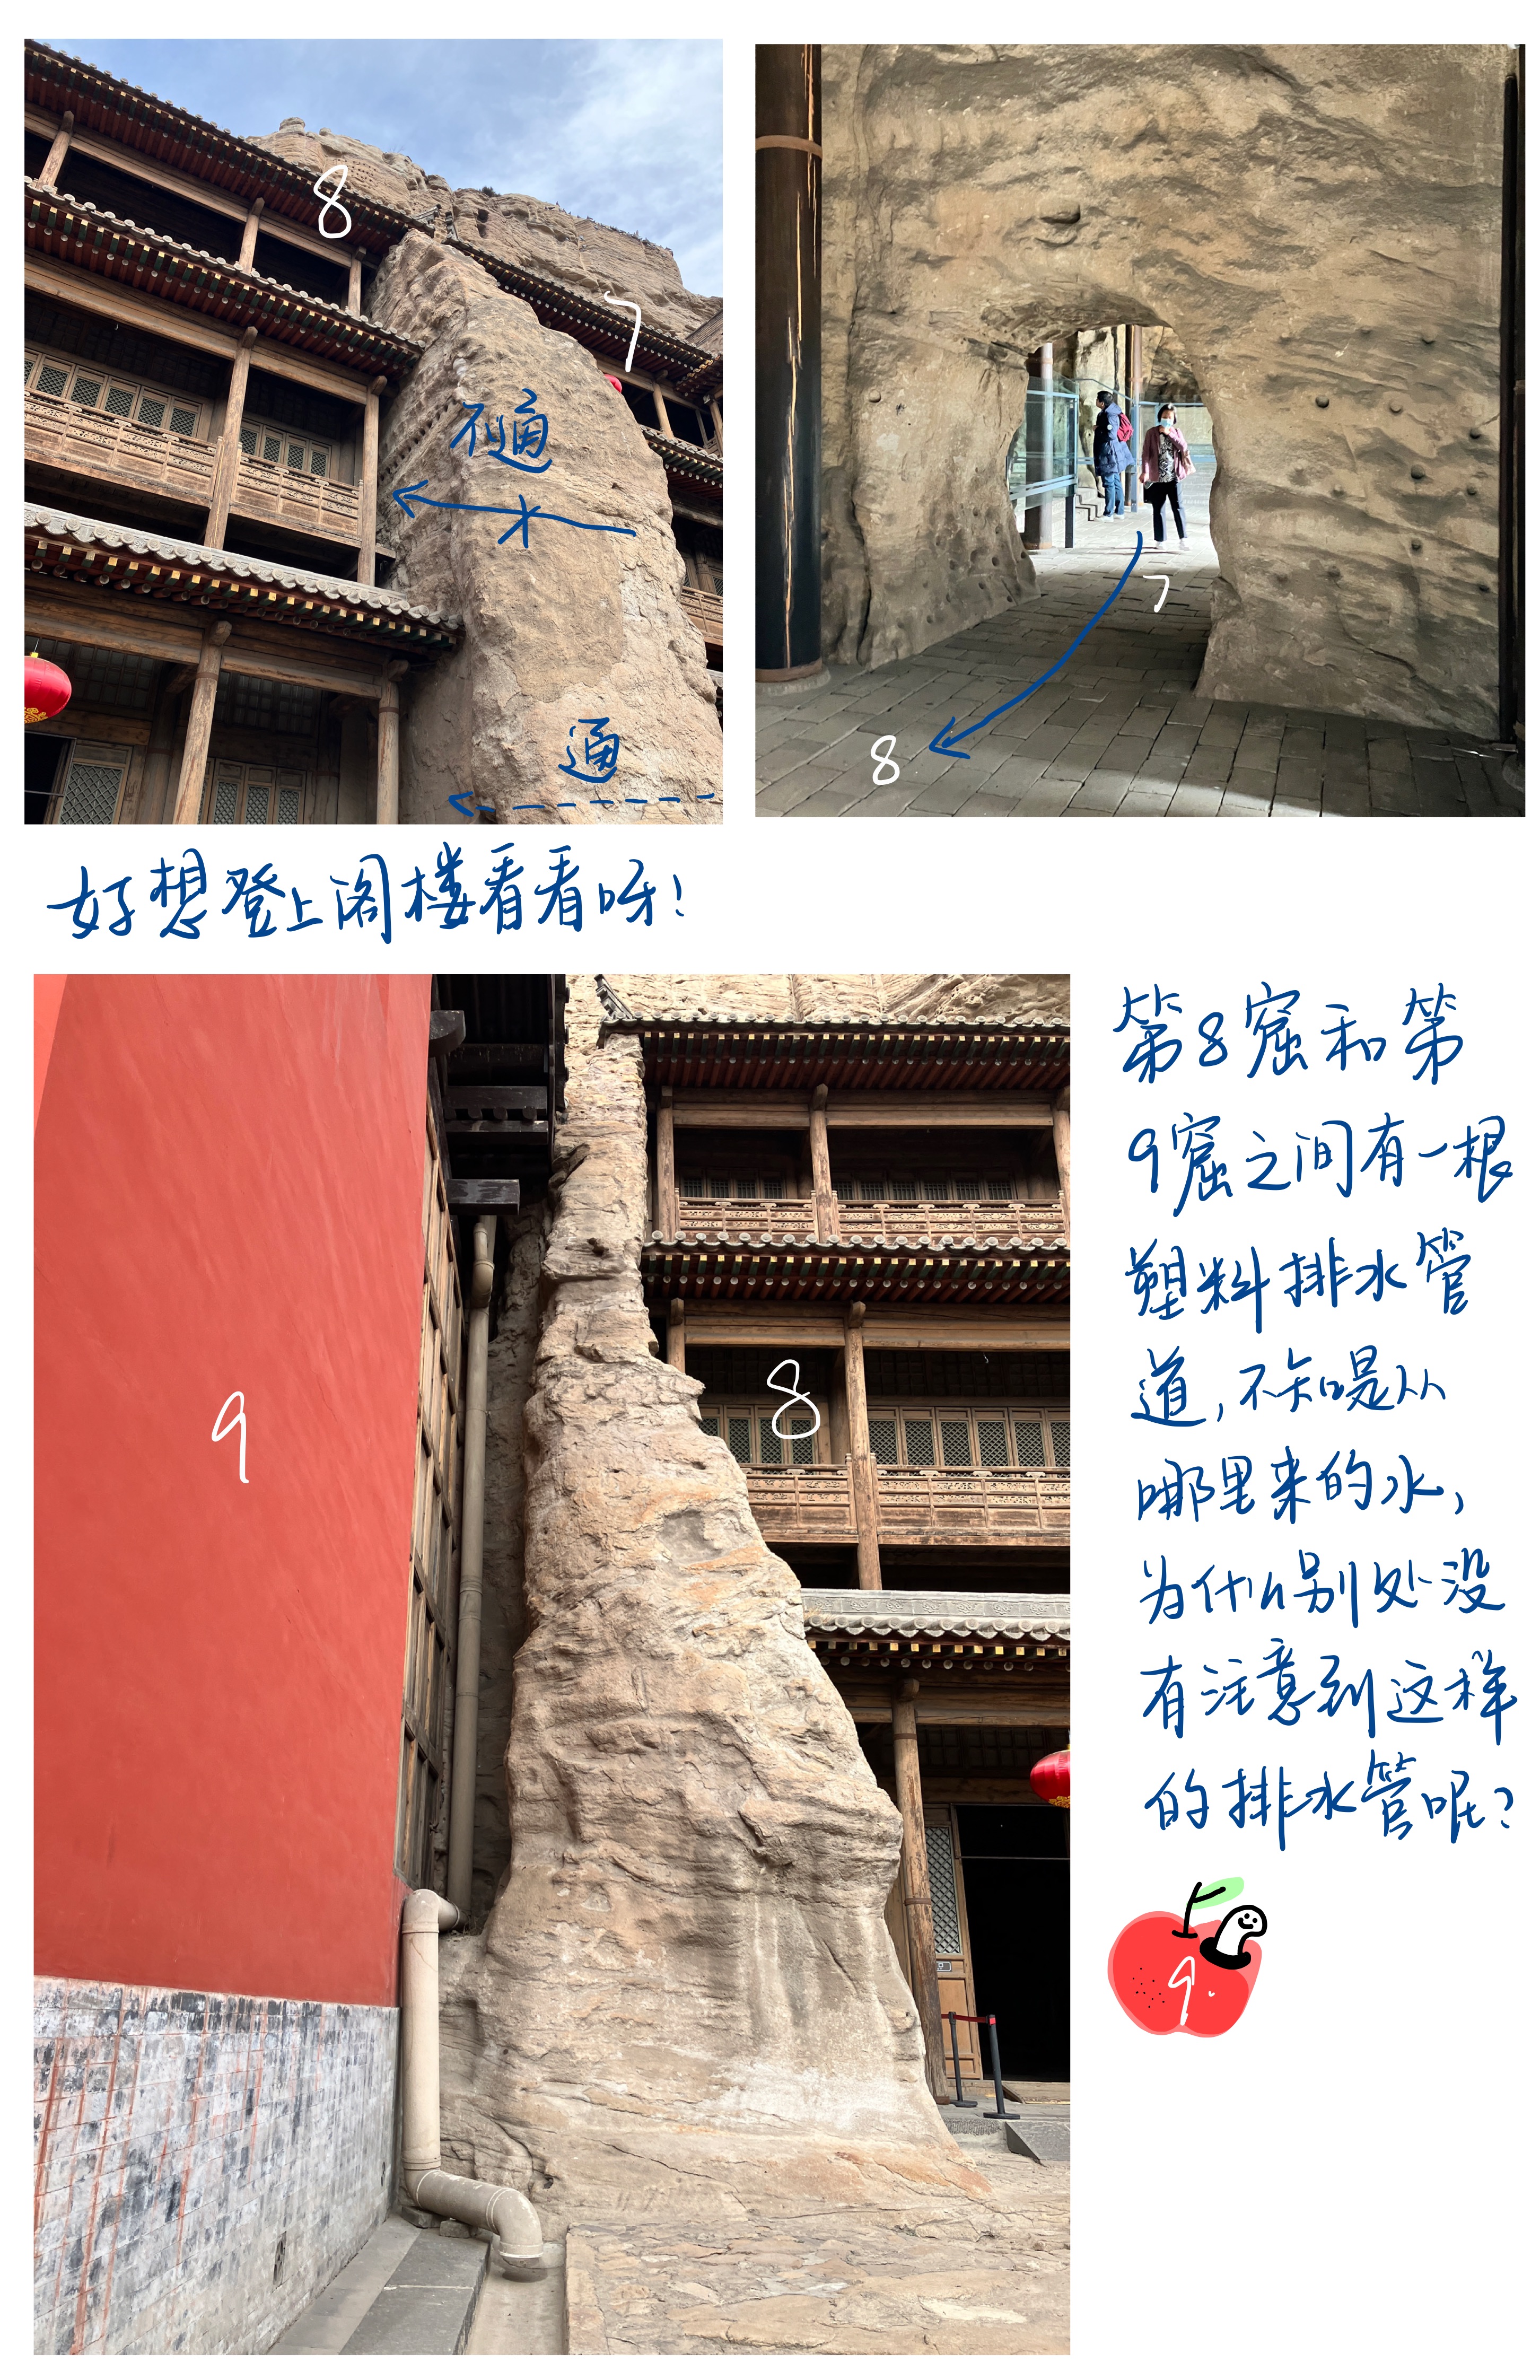 8
7
不通
通
7
8
好想登上阁楼看看呀!
第8窟和第
9窟之间有一根
塑料排水管
道,不知是从
哪里来的水,
为什么别处没
有注意到这样
的排水管呢?
9
8
9